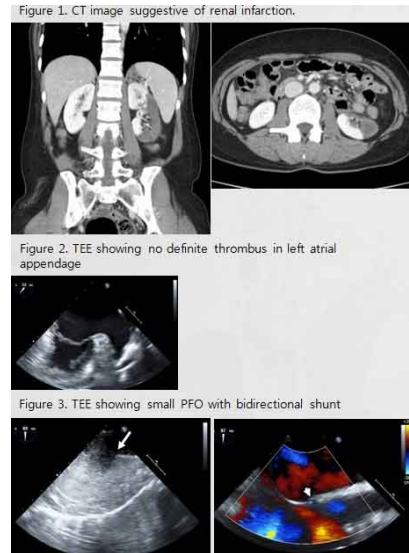 Figure 1. CT image suggestive of renal infarction.
Figure 2. TEE showing no definite thrombus in left atrial
appendage
Figure 3. TEE showing small PFO with bidirectional shunt